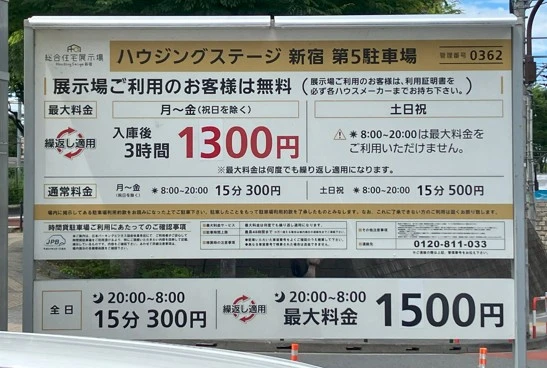 総合住宅展示場
ハウジングステージ 新宿 第5駐車場
管理番号 0362
展示場ご利用のお客様は無料
(展示場ご利用のお客様は、利用証明書を
必ず各ハウスメーカーまでお持ち下さい。)
最大料金
月~金(祝日を除く)
土日祝
繰返し適用
入庫後
3時間
1300円
⚠☀8:00~20:00は最大料金を
ご利用いただけません。
※最大料金は何度でも繰り返し適用になります。
通常料金
月~金
(祝日を除く)
☀8:00~20:00
15分 300円
土日祝
☀8:00~20:00
15分 500円
時間貸駐車場ご利用にあたってのご確認事項
JPB
0120-811-033
全日
20:00~8:00
15分 300円
繰返し適用
20:00~8:00
最大料金
1500円